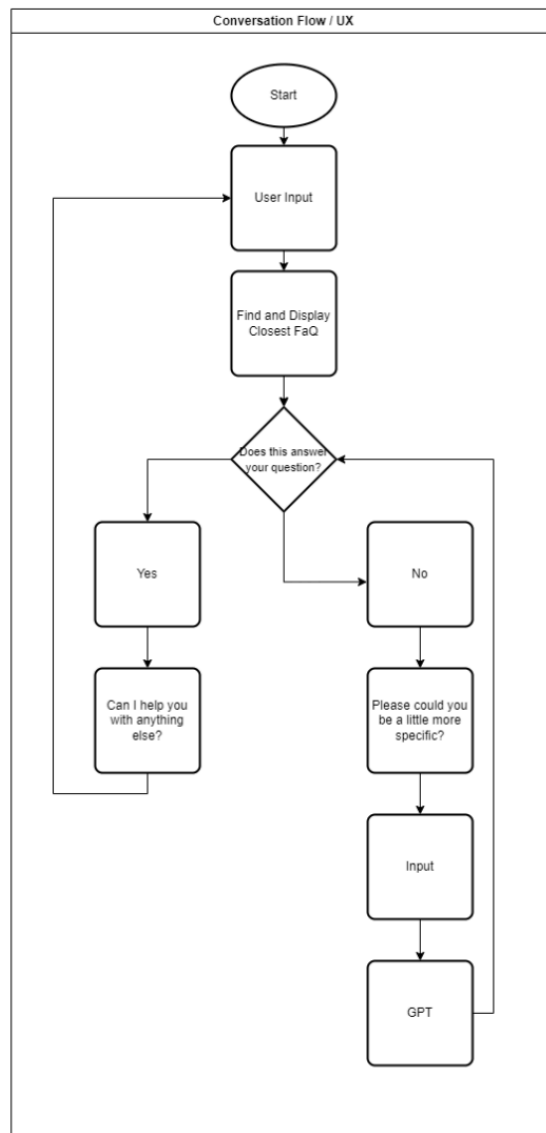 Conversation Flow / UX
Start
User Input
Find and Display
Closest FaQ
Does this answer
your question?
Yes
No
Can I help you
with anything
else?
Please could you
be a little more
specific?
Input
GPT